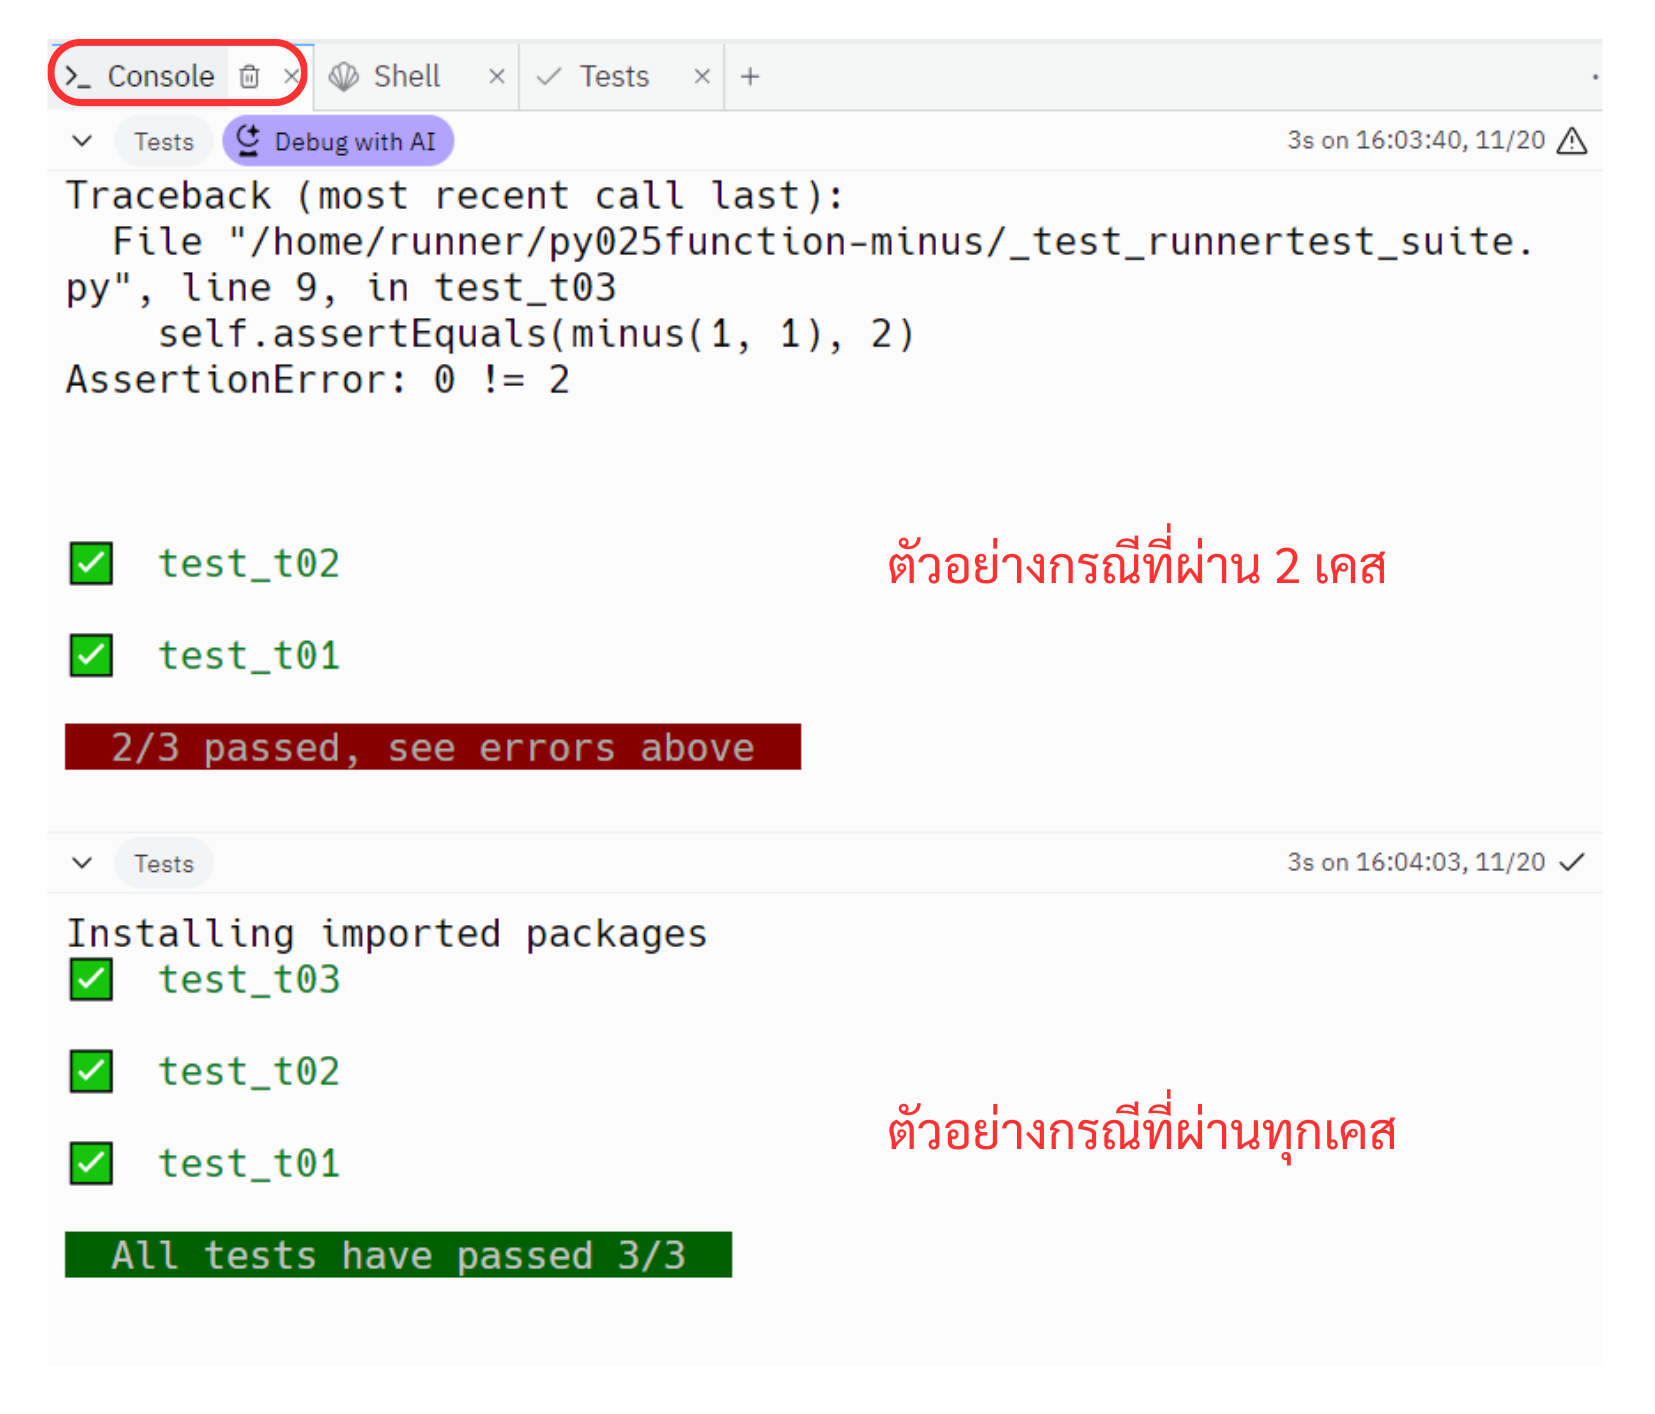 >_ Console × Shell × Tests × +
Tests Debug with AI 3s on 16:03:40, 11/20
Traceback (most recent call last):
File "/home/runner/py025function-minus/_test_runnertest_suite.
py", line 9, in test_t03
self.assertEquals(minus(1, 1), 2)
AssertionError: 0 != 2
test_t02
ตัวอย่างกรณีที่ผ่าน 2 เคส
test_t01
2/3 passed, see errors above
Tests 3s on 16:04:03, 11/20
Installing imported packages
test_t03
test_t02
ตัวอย่างกรณีที่ผ่านทุกเคส
test_t01
All tests have passed 3/3